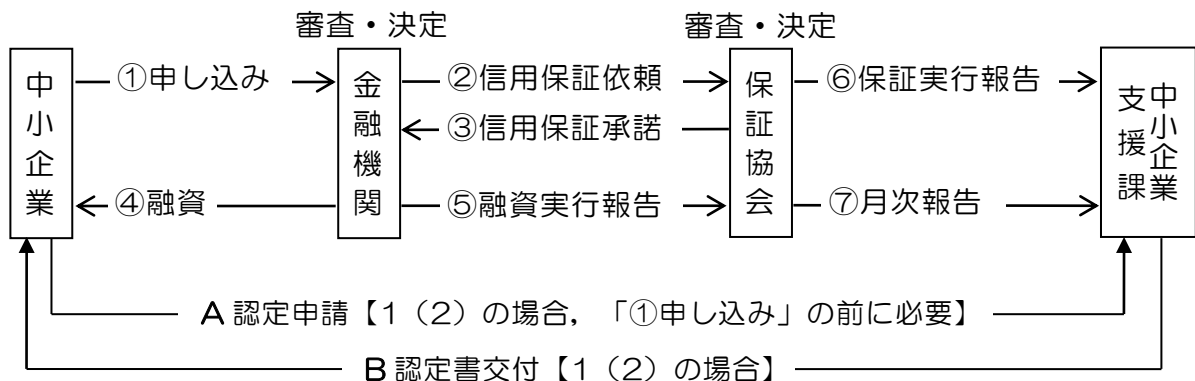 審査・決定
審査・決定
中小企業
①申し込み
金融機関
②信用保証依頼
保証協会
⑥保証実行報告
中小企業
支援課
③信用保証承諾
④融資
⑤融資実行報告
⑦月次報告
A 認定申請【1（2）の場合，「①申し込み」の前に必要】
B 認定書交付【1（2）の場合】